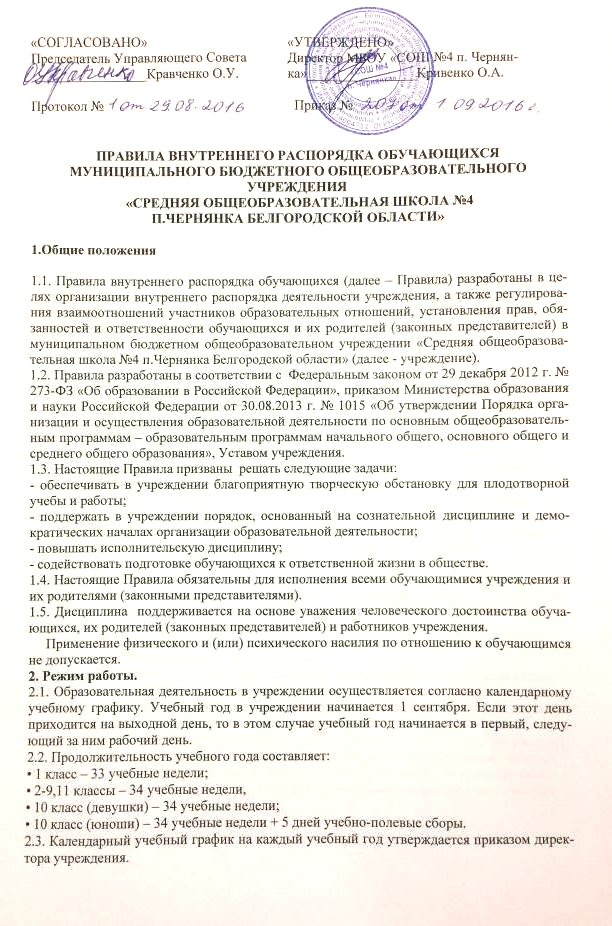 «СОГЛАСОВАНО»
Председатель Управляющего Совета
Кравченко О.У.
Протокол № 1 от 29.08.2016
«УТВЕРЖДЕНО»
Директор МБОУ «СОШ №4 п. Чернян-
ка» Кривенко О.А.
Приказ № 207 от 1.09.2016 г.
СОШ №4
п. Чернянка
ПРАВИЛА ВНУТРЕННЕГО РАСПОРЯДКА ОБУЧАЮЩИХСЯ
МУНИЦИПАЛЬНОГО БЮДЖЕТНОГО ОБЩЕОБРАЗОВАТЕЛЬНОГО
УЧРЕЖДЕНИЯ
«СРЕДНЯЯ ОБЩЕОБРАЗОВАТЕЛЬНАЯ ШКОЛА №4
П.ЧЕРНЯНКА БЕЛГОРОДСКОЙ ОБЛАСТИ»
1.Общие положения
1.1. Правила внутреннего распорядка обучающихся (далее – Правила) разработаны в це-
лях организации внутреннего распорядка деятельности учреждения, а также регулирова-
ния взаимоотношений участников образовательных отношений, установления прав, обя-
занностей и ответственности обучающихся и их родителей (законных представителей) в
муниципальном бюджетном общеобразовательном учреждении «Средняя общеобразова-
тельная школа №4 п.Чернянка Белгородской области» (далее - учреждение).
1.2. Правила разработаны в соответствии с Федеральным законом от 29 декабря 2012 г. №
273-ФЗ «Об образовании в Российской Федерации», приказом Министерства образования
и науки Российской Федерации от 30.08.2013 г. № 1015 «Об утверждении Порядка орга-
низации и осуществления образовательной деятельности по основным общеобразователь-
ным программам – образовательным программам начального общего, основного общего и
среднего общего образования», Уставом учреждения.
1.3. Настоящие Правила призваны решать следующие задачи:
- обеспечивать в учреждении благоприятную творческую обстановку для плодотворной
учебы и работы;
- поддержать в учреждении порядок, основанный на сознательной дисциплине и демо-
кратических началах организации образовательной деятельности;
- повышать исполнительскую дисциплину;
- содействовать подготовке обучающихся к ответственной жизни в обществе.
1.4. Настоящие Правила обязательны для исполнения всеми обучающимися учреждения и
их родителями (законными представителями).
1.5. Дисциплина поддерживается на основе уважения человеческого достоинства обуча-
ющихся, их родителей (законных представителей) и работников учреждения.
Применение физического и (или) психического насилия по отношению к обучающимся
не допускается.
2. Режим работы.
2.1. Образовательная деятельность в учреждении осуществляется согласно календарному
учебному графику. Учебный год в учреждении начинается 1 сентября. Если этот день
приходится на выходной день, то в этом случае учебный год начинается в первый, следу-
ющий за ним рабочий день.
2.2. Продолжительность учебного года составляет:
• 1 класс – 33 учебные недели;
• 2-9,11 классы – 34 учебные недели,
• 10 класс (девушки) – 34 учебные недели;
• 10 класс (юноши) – 34 учебные недели + 5 дней учебно-полевые сборы.
2.3. Календарный учебный график на каждый учебный год утверждается приказом дирек-
тора учреждения.